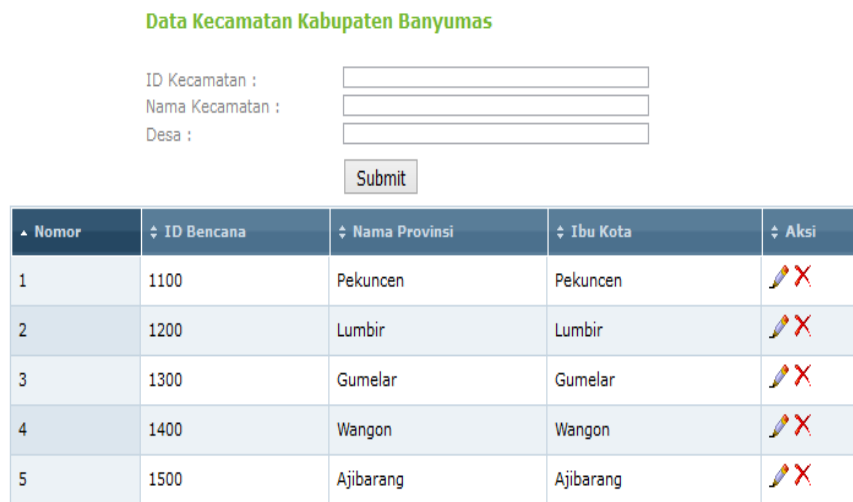 Data Kecamatan Kabupaten Banyumas
ID Kecamatan :
Nama Kecamatan :
Desa :
Submit
Nomor ID Bencana Nama Provinsi Ibu Kota Aksi
1 1100 Pekuncen Pekuncen
2 1200 Lumbir Lumbir
3 1300 Gumelar Gumelar
4 1400 Wangon Wangon
5 1500 Ajibarang Ajibarang